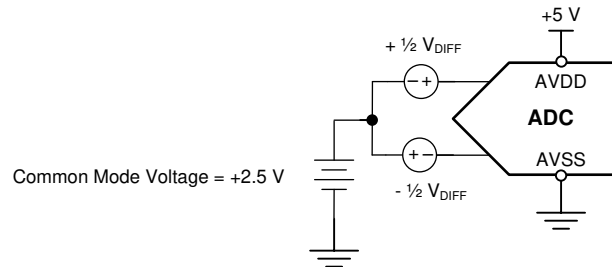 +5 V
+ ½ V_DIFF
− +
AVDD
ADC
+ −
AVSS
Common Mode Voltage = +2.5 V
- ½ V_DIFF